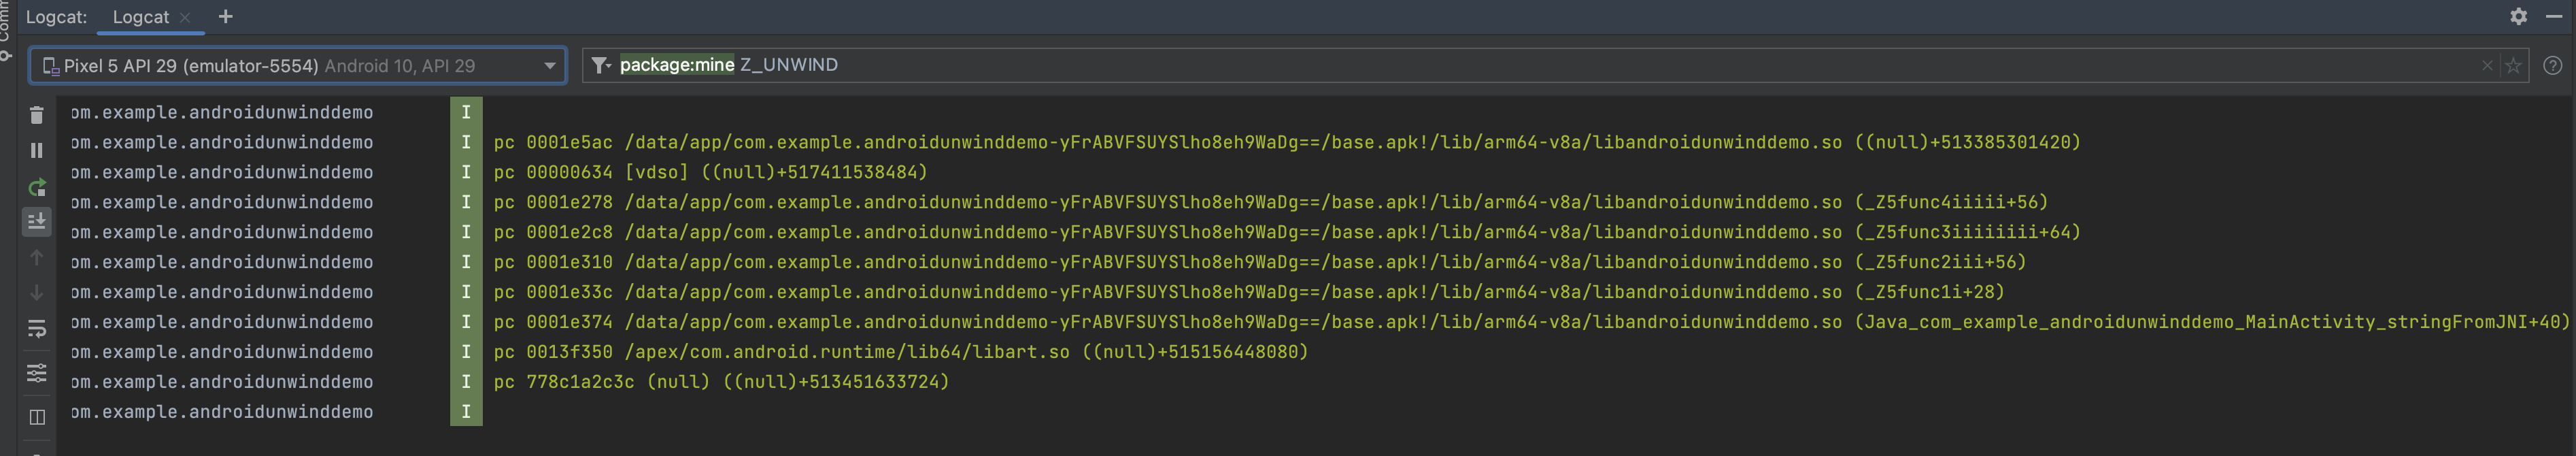 Comm
Logcat: Logcat
Pixel 5 API 29 (emulator-5554) Android 10, API 29
package:mine Z_UNWIND
om.example.androidunwinddemo I
om.example.androidunwinddemo I pc 0001e5ac /data/app/com.example.androidunwinddemo-yFrABVFSUYSlho8eh9WaDg==/base.apk!/lib/arm64-v8a/libandroidunwinddemo.so ((null)+513385301420)
om.example.androidunwinddemo I pc 00000634 [vdso] ((null)+517411538484)
om.example.androidunwinddemo I pc 0001e278 /data/app/com.example.androidunwinddemo-yFrABVFSUYSlho8eh9WaDg==/base.apk!/lib/arm64-v8a/libandroidunwinddemo.so (_Z5func4iiiii+56)
om.example.androidunwinddemo I pc 0001e2c8 /data/app/com.example.androidunwinddemo-yFrABVFSUYSlho8eh9WaDg==/base.apk!/lib/arm64-v8a/libandroidunwinddemo.so (_Z5func3iiiiiiii+64)
om.example.androidunwinddemo I pc 0001e310 /data/app/com.example.androidunwinddemo-yFrABVFSUYSlho8eh9WaDg==/base.apk!/lib/arm64-v8a/libandroidunwinddemo.so (_Z5func2iii+56)
om.example.androidunwinddemo I pc 0001e33c /data/app/com.example.androidunwinddemo-yFrABVFSUYSlho8eh9WaDg==/base.apk!/lib/arm64-v8a/libandroidunwinddemo.so (_Z5func1i+28)
om.example.androidunwinddemo I pc 0001e374 /data/app/com.example.androidunwinddemo-yFrABVFSUYSlho8eh9WaDg==/base.apk!/lib/arm64-v8a/libandroidunwinddemo.so (Java_com_example_androidunwinddemo_MainActivity_stringFromJNI+40)
om.example.androidunwinddemo I pc 0013f350 /apex/com.android.runtime/lib64/libart.so ((null)+515156448080)
om.example.androidunwinddemo I pc 778c1a2c3c (null) ((null)+513451633724)
om.example.androidunwinddemo I